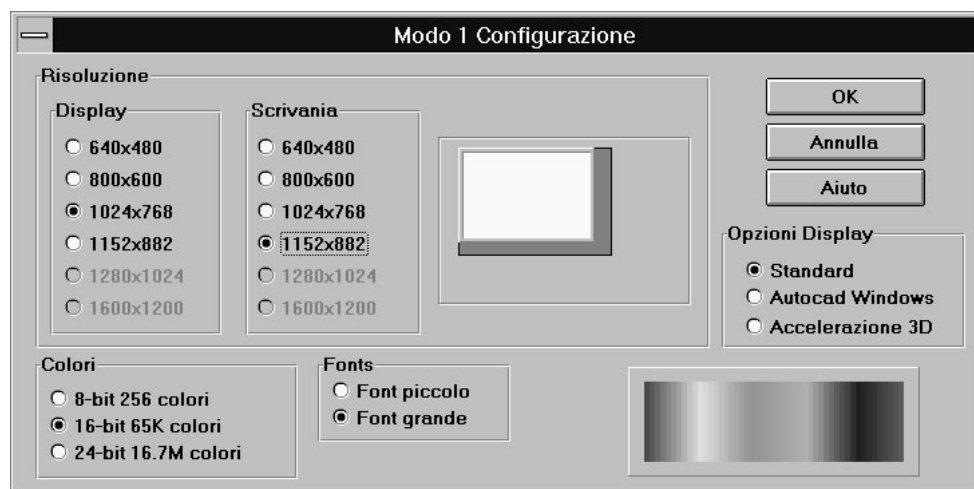 Modo 1 Configurazione
Risoluzione
Display
640x480
800x600
1024x768
1152x882
1280x1024
1600x1200
Scrivania
640x480
800x600
1024x768
1152x882
1280x1024
1600x1200
OK
Annulla
Aiuto
Opzioni Display
Standard
Autocad Windows
Accelerazione 3D
Colori
8-bit 256 colori
16-bit 65K colori
24-bit 16.7M colori
Fonts
Font piccolo
Font grande